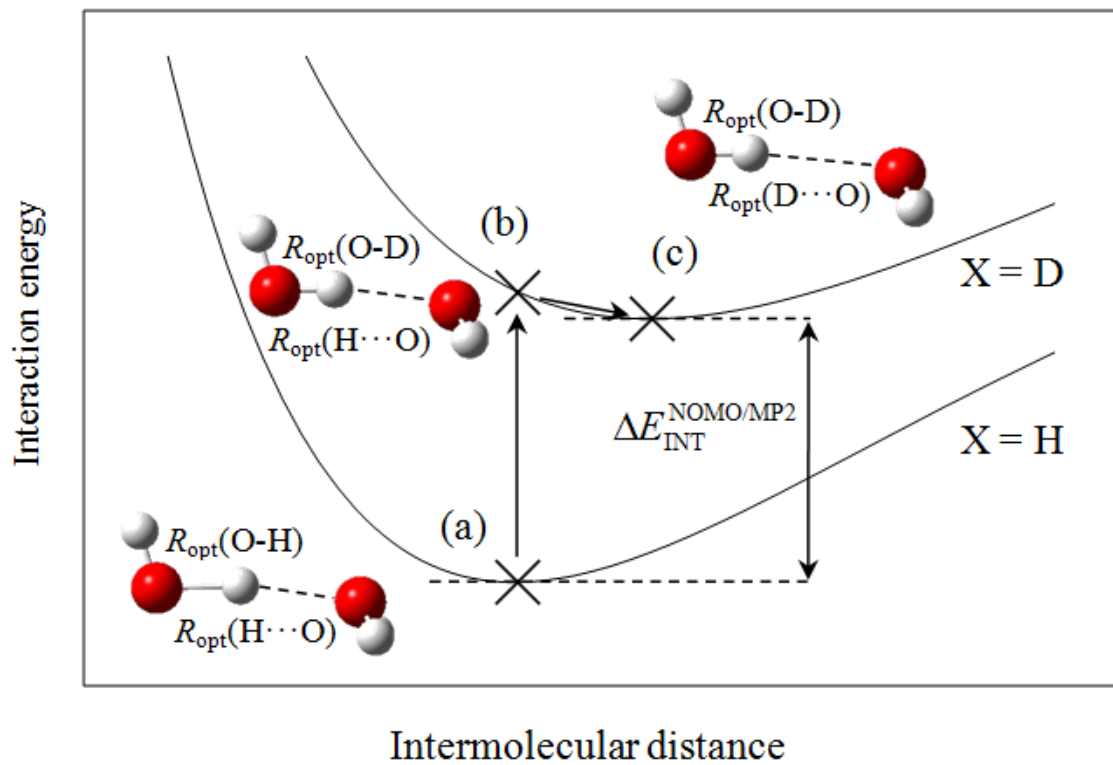 Interaction energy
R_opt(O-D)
R_opt(D⋯O)
(b)
(c)
R_opt(O-D)
R_opt(H⋯O)
X = D
ΔE_INT^NOMO/MP2
X = H
(a)
R_opt(O-H)
R_opt(H⋯O)
Intermolecular distance